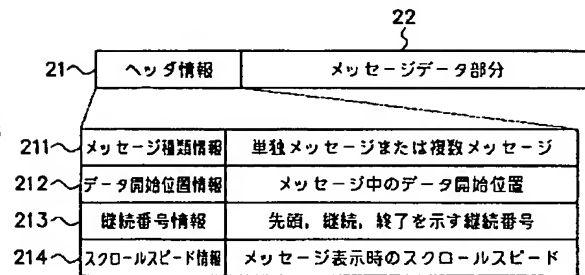 22
21 ヘッダ情報 メッセージデータ部分
211 メッセージ種類情報 単独メッセージまたは複数メッセージ
212 データ開始位置情報 メッセージ中のデータ開始位置
213 継続番号情報 先頭，継続，終了を示す継続番号
214 スクロールスピード情報 メッセージ表示時のスクロールスピード